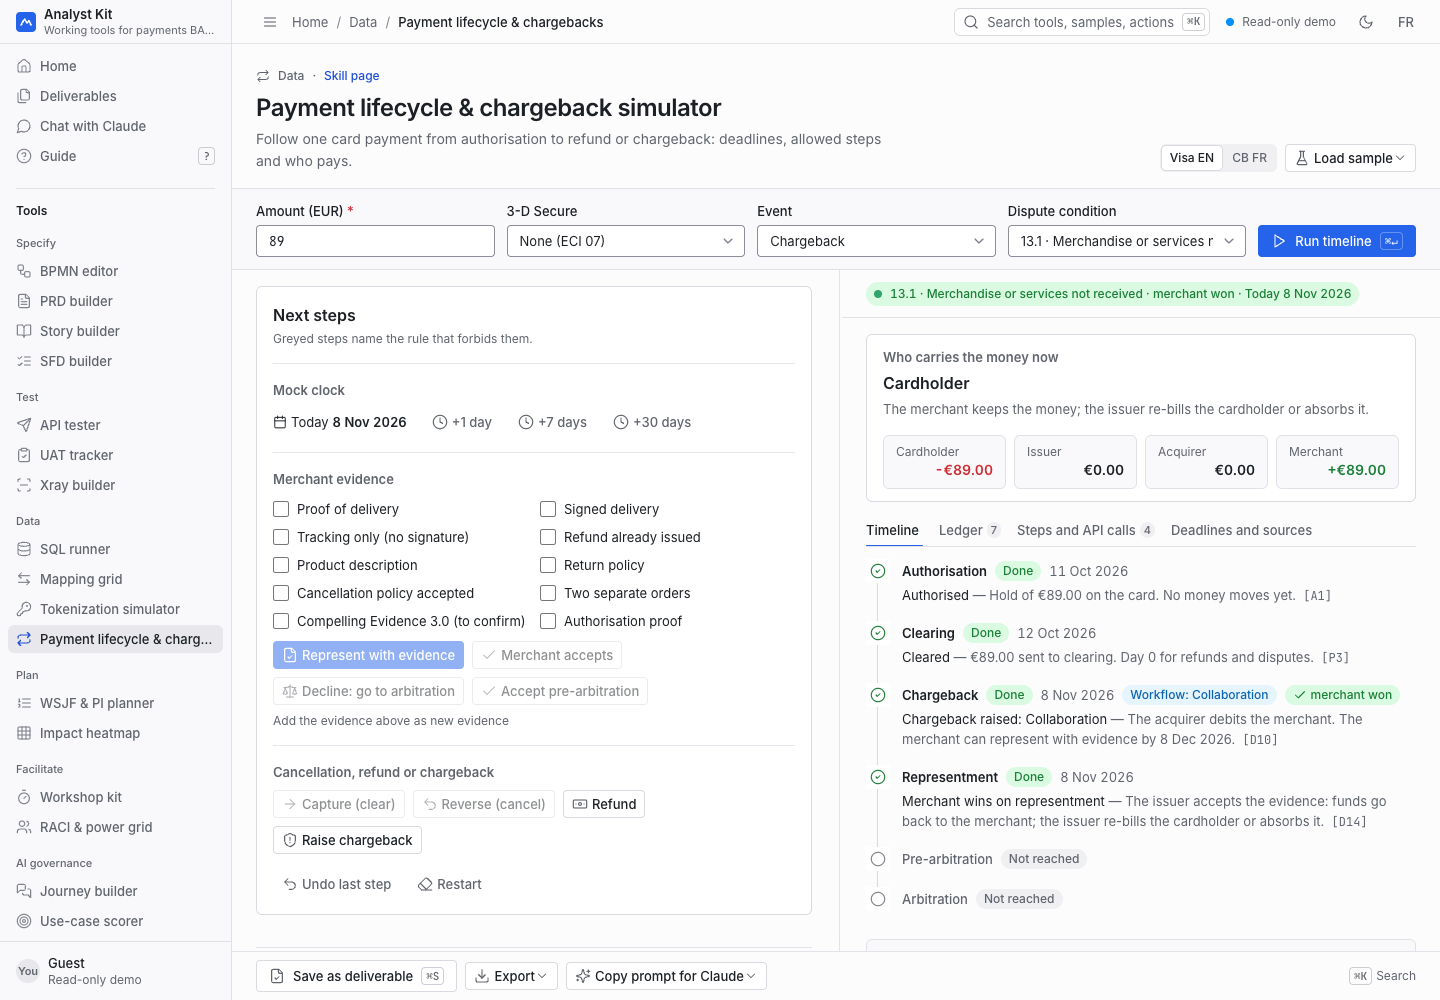 Analyst Kit
Working tools for payments BA...
Home
Deliverables
Chat with Claude
Guide
?
Tools
Specify
BPMN editor
PRD builder
Story builder
SFD builder
Test
API tester
UAT tracker
Xray builder
Data
SQL runner
Mapping grid
Tokenization simulator
Payment lifecycle & charg...
Plan
WSJF & PI planner
Impact heatmap
Facilitate
Workshop kit
RACI & power grid
AI governance
Journey builder
Use-case scorer
You
Guest
Read-only demo
Home / Data / Payment lifecycle & chargebacks
Search tools, samples, actions ⌘K
Read-only demo
FR
Data · Skill page
Payment lifecycle & chargeback simulator
Follow one card payment from authorisation to refund or chargeback: deadlines, allowed steps
and who pays.
Visa EN
CB FR
Load sample
Amount (EUR) *
89
3-D Secure
None (ECI 07)
Event
Chargeback
Dispute condition
13.1 · Merchandise or services r
Run timeline ⌘↵
Next steps
Greyed steps name the rule that forbids them.
Mock clock
Today 8 Nov 2026
+1 day
+7 days
+30 days
Merchant evidence
Proof of delivery
Signed delivery
Tracking only (no signature)
Refund already issued
Product description
Return policy
Cancellation policy accepted
Two separate orders
Compelling Evidence 3.0 (to confirm)
Authorisation proof
Represent with evidence
Merchant accepts
Decline: go to arbitration
Accept pre-arbitration
Add the evidence above as new evidence
Cancellation, refund or chargeback
Capture (clear)
Reverse (cancel)
Refund
Raise chargeback
Undo last step
Restart
13.1 · Merchandise or services not received · merchant won · Today 8 Nov 2026
Who carries the money now
Cardholder
The merchant keeps the money; the issuer re-bills the cardholder or absorbs it.
Cardholder
-€89.00
Issuer
€0.00
Acquirer
€0.00
Merchant
+€89.00
Timeline
Ledger 7
Steps and API calls 4
Deadlines and sources
Authorisation Done 11 Oct 2026
Authorised — Hold of €89.00 on the card. No money moves yet. [A1]
Clearing Done 12 Oct 2026
Cleared — €89.00 sent to clearing. Day 0 for refunds and disputes. [P3]
Chargeback Done 8 Nov 2026 Workflow: Collaboration merchant won
Chargeback raised: Collaboration — The acquirer debits the merchant. The
merchant can represent with evidence by 8 Dec 2026. [D10]
Representment Done 8 Nov 2026
Merchant wins on representment — The issuer accepts the evidence: funds go
back to the merchant; the issuer re-bills the cardholder or absorbs it. [D14]
Pre-arbitration Not reached
Arbitration Not reached
Save as deliverable ⌘S
Export
Copy prompt for Claude
⌘K Search